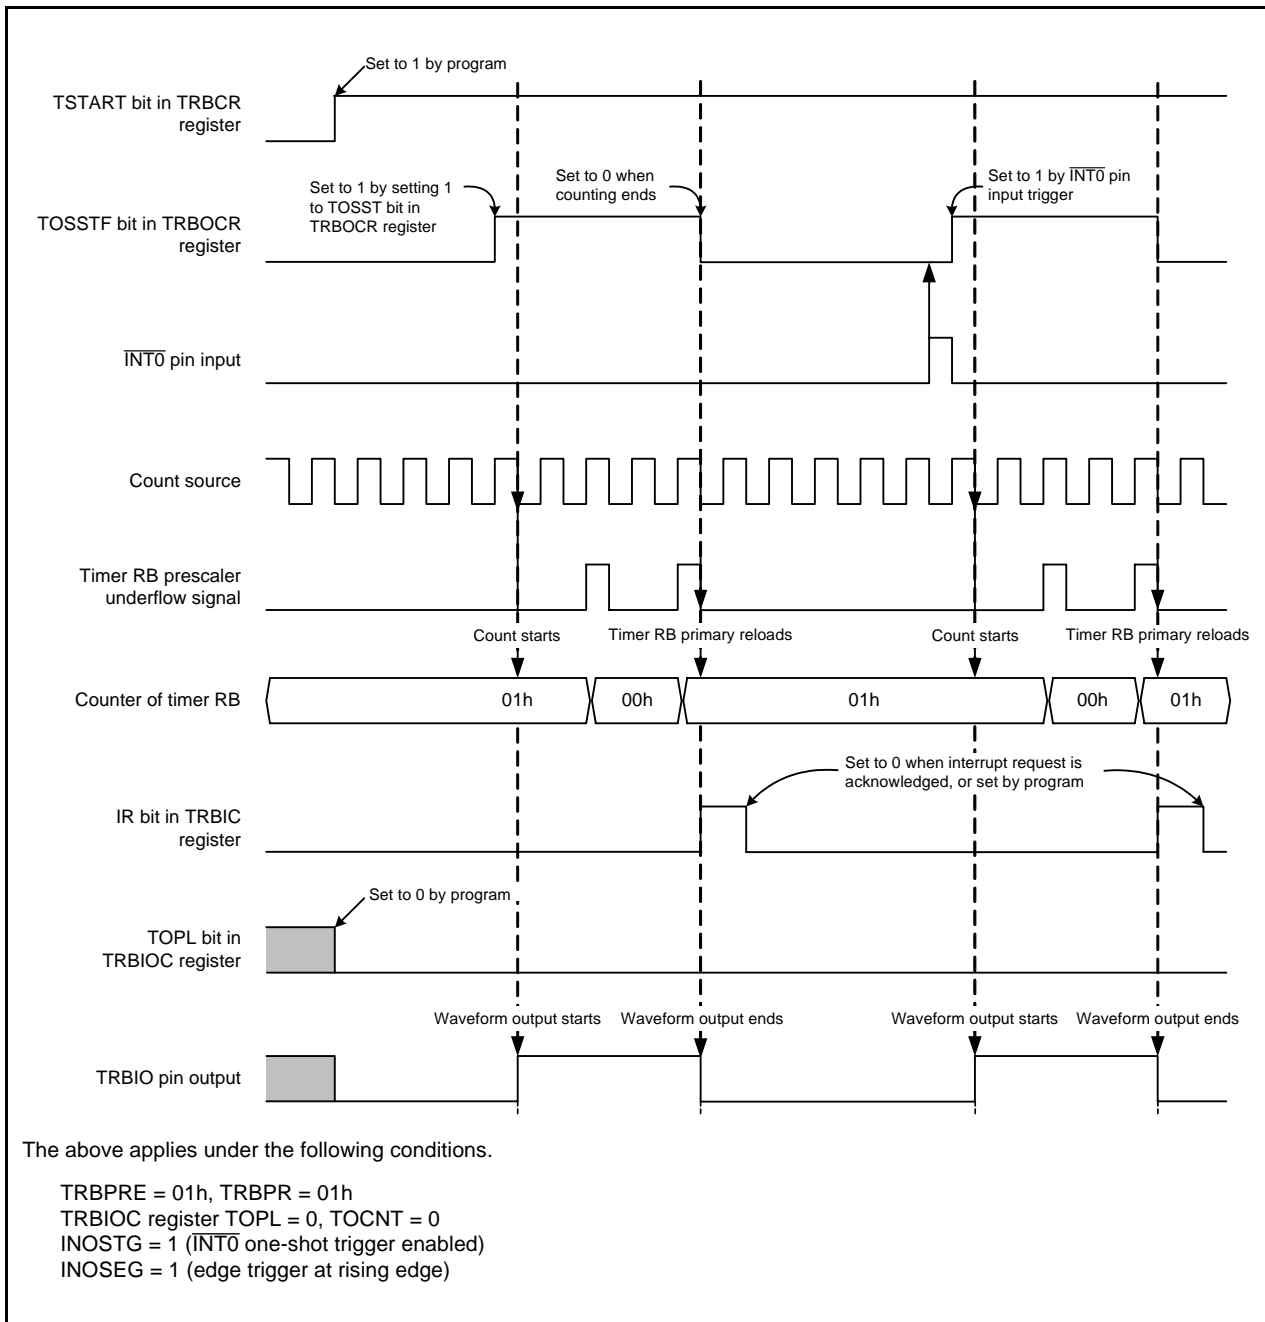 Set to 1 by program
TSTART bit in TRBCR
register
Set to 1 by setting 1
to TOSST bit in
TRBOCR register
Set to 0 when
counting ends
Set to 1 by INT0 pin
input trigger
TOSSTF bit in TRBOCR
register
INT0 pin input
Count source
Timer RB prescaler
underflow signal
Count starts
Timer RB primary reloads
Count starts
Timer RB primary reloads
Counter of timer RB
01h
00h
01h
00h
01h
Set to 0 when interrupt request is
acknowledged, or set by program
IR bit in TRBIC
register
Set to 0 by program
TOPL bit in
TRBIOC register
Waveform output starts
Waveform output ends
Waveform output starts
Waveform output ends
TRBIO pin output
The above applies under the following conditions.
TRBPRE = 01h, TRBPR = 01h
TRBIOC register TOPL = 0, TOCNT = 0
INOSTG = 1 (INT0 one-shot trigger enabled)
INOSEG = 1 (edge trigger at rising edge)